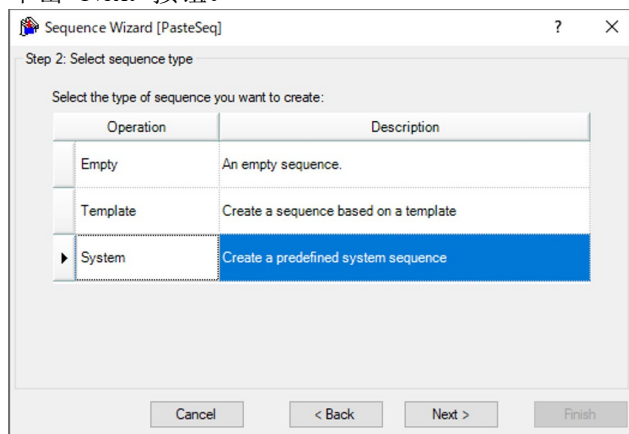 Sequence Wizard [PasteSeq]
? ×
Step 2: Select sequence type
Select the type of sequence you want to create:
Operation Description
Empty An empty sequence.
Template Create a sequence based on a template
System Create a predefined system sequence
Cancel < Back Next > Finish